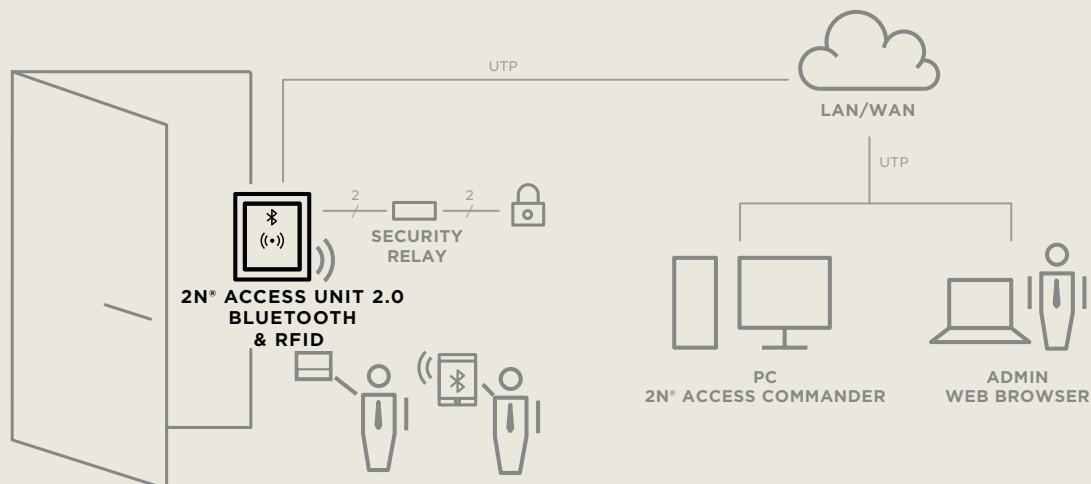 UTP
LAN/WAN
UTP
2
2
SECURITY
RELAY
2N® ACCESS UNIT 2.0
BLUETOOTH
& RFID
PC
2N® ACCESS COMMANDER
ADMIN
WEB BROWSER